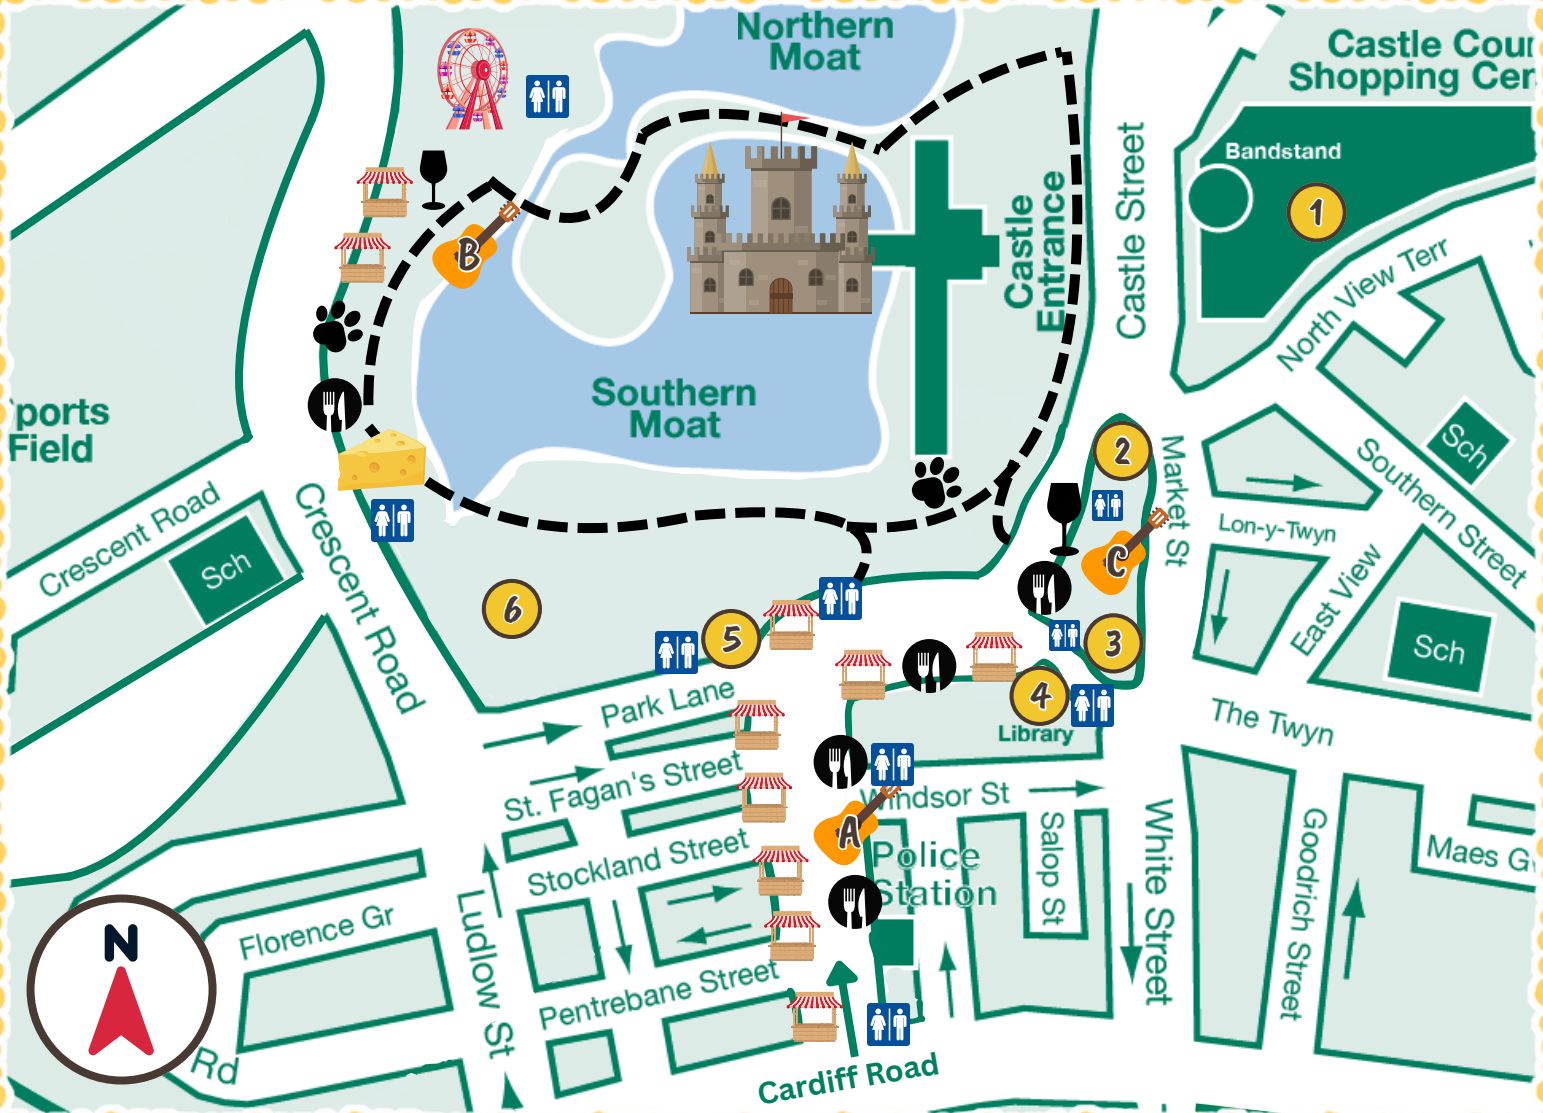 Northern
Moat
Castle Cour
Shopping Cen
Bandstand
1
Castle Street
Castle
Entrance
North View Terr
B
Southern
Moat
ports
Field
2
Market St
Sch
Southern Street
Crescent Road
Sch
Crescent Road
Lon-y-Twyn
C
East View
6
5
3
Sch
4
Library
Park Lane
The Twyn
St. Fagan's Street
Windsor St
A
Police
Station
Salop St
White Street
Goodrich Street
Maes G
Stockland Street
Florence Gr
Ludlow St
Pentrebane Street
N
Rd
Cardiff Road